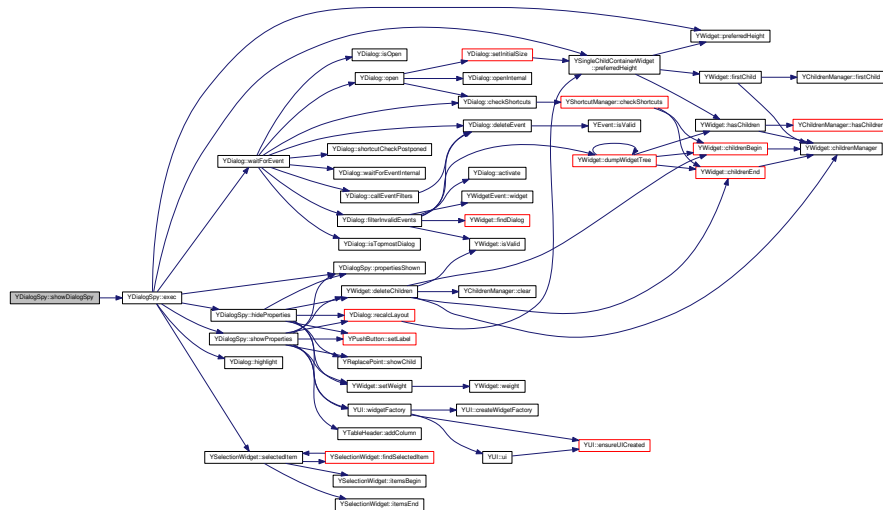 YWidget::preferredHeight
YDialog::isOpen
YDialog::setInitialSize
YSingleChildContainerWidget
::preferredHeight
YDialog::open
YDialog::openInternal
YWidget::firstChild
YChildrenManager::firstChild
YDialog::checkShortcuts
YShortcutManager::checkShortcuts
YDialog::deleteEvent
YEvent::isValid
YWidget::hasChildren
YChildrenManager::hasChildren
YDialog::shortcutCheckPostponed
YDialog::waitForEvent
YWidget::dumpWidgetTree
YWidget::childrenBegin
YWidget::childrenManager
YDialog::waitForEventInternal
YDialog::activate
YWidget::childrenEnd
YDialog::callEventFilters
YWidgetEvent::widget
YDialog::filterInvalidEvents
YWidget::findDialog
YDialog::isTopmostDialog
YWidget::isValid
YDialogSpy::propertiesShown
YDialogSpy::showDialogSpy
YDialogSpy::exec
YWidget::deleteChildren
YChildrenManager::clear
YDialogSpy::hideProperties
YDialog::recalcLayout
YDialogSpy::showProperties
YPushButton::setLabel
YDialog::highlight
YReplacePoint::showChild
YWidget::setWeight
YWidget::weight
YUI::widgetFactory
YUI::createWidgetFactory
YTableHeader::addColumn
YUI::ensureUICreated
YSelectionWidget::selectedItem
YSelectionWidget::findSelectedItem
YUI::ui
YSelectionWidget::itemsBegin
YSelectionWidget::itemsEnd